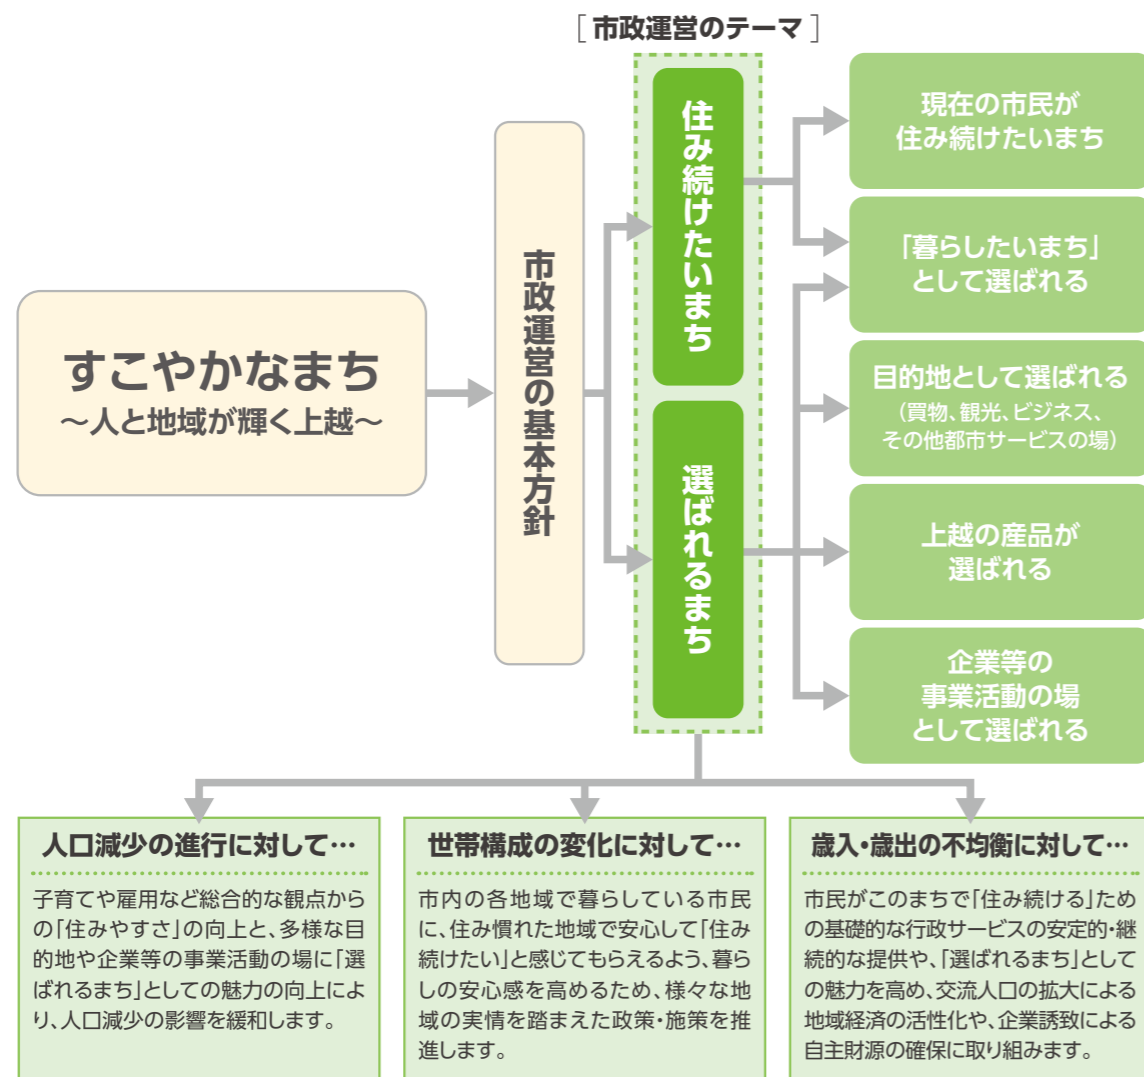 [市政運営のテーマ]
すこやかなまち
～人と地域が輝く上越～
市政運営の基本方針
住み続けたいまち
選ばれるまち
現在の市民が
住み続けたいまち
「暮らしたいまち」
として選ばれる
目的地として選ばれる
(買物、観光、ビジネス、
その他都市サービスの場)
上越の産品が
選ばれる
企業等の
事業活動の場
として選ばれる
人口減少の進行に対して…
子育てや雇用など総合的な観点から
の「住みやすさ」の向上と、多様な目
的地や企業等の事業活動の場に「選
ばれるまち」としての魅力の向上によ
り、人口減少の影響を緩和します。
世帯構成の変化に対して…
市内の各地域で暮らしている市民
に、住み慣れた地域で安心して「住み
続けたい」と感じてもらえるよう、暮ら
しの安心感を高めるため、様々な地
域の実情を踏まえた政策・施策を推
進します。
歳入・歳出の不均衡に対して…
市民がこのまちで「住み続ける」ため
の基礎的な行政サービスの安定的・継
続的な提供や、「選ばれるまち」として
の魅力を高め、交流人口の拡大による
地域経済の活性化や、企業誘致による
自主財源の確保に取り組みます。